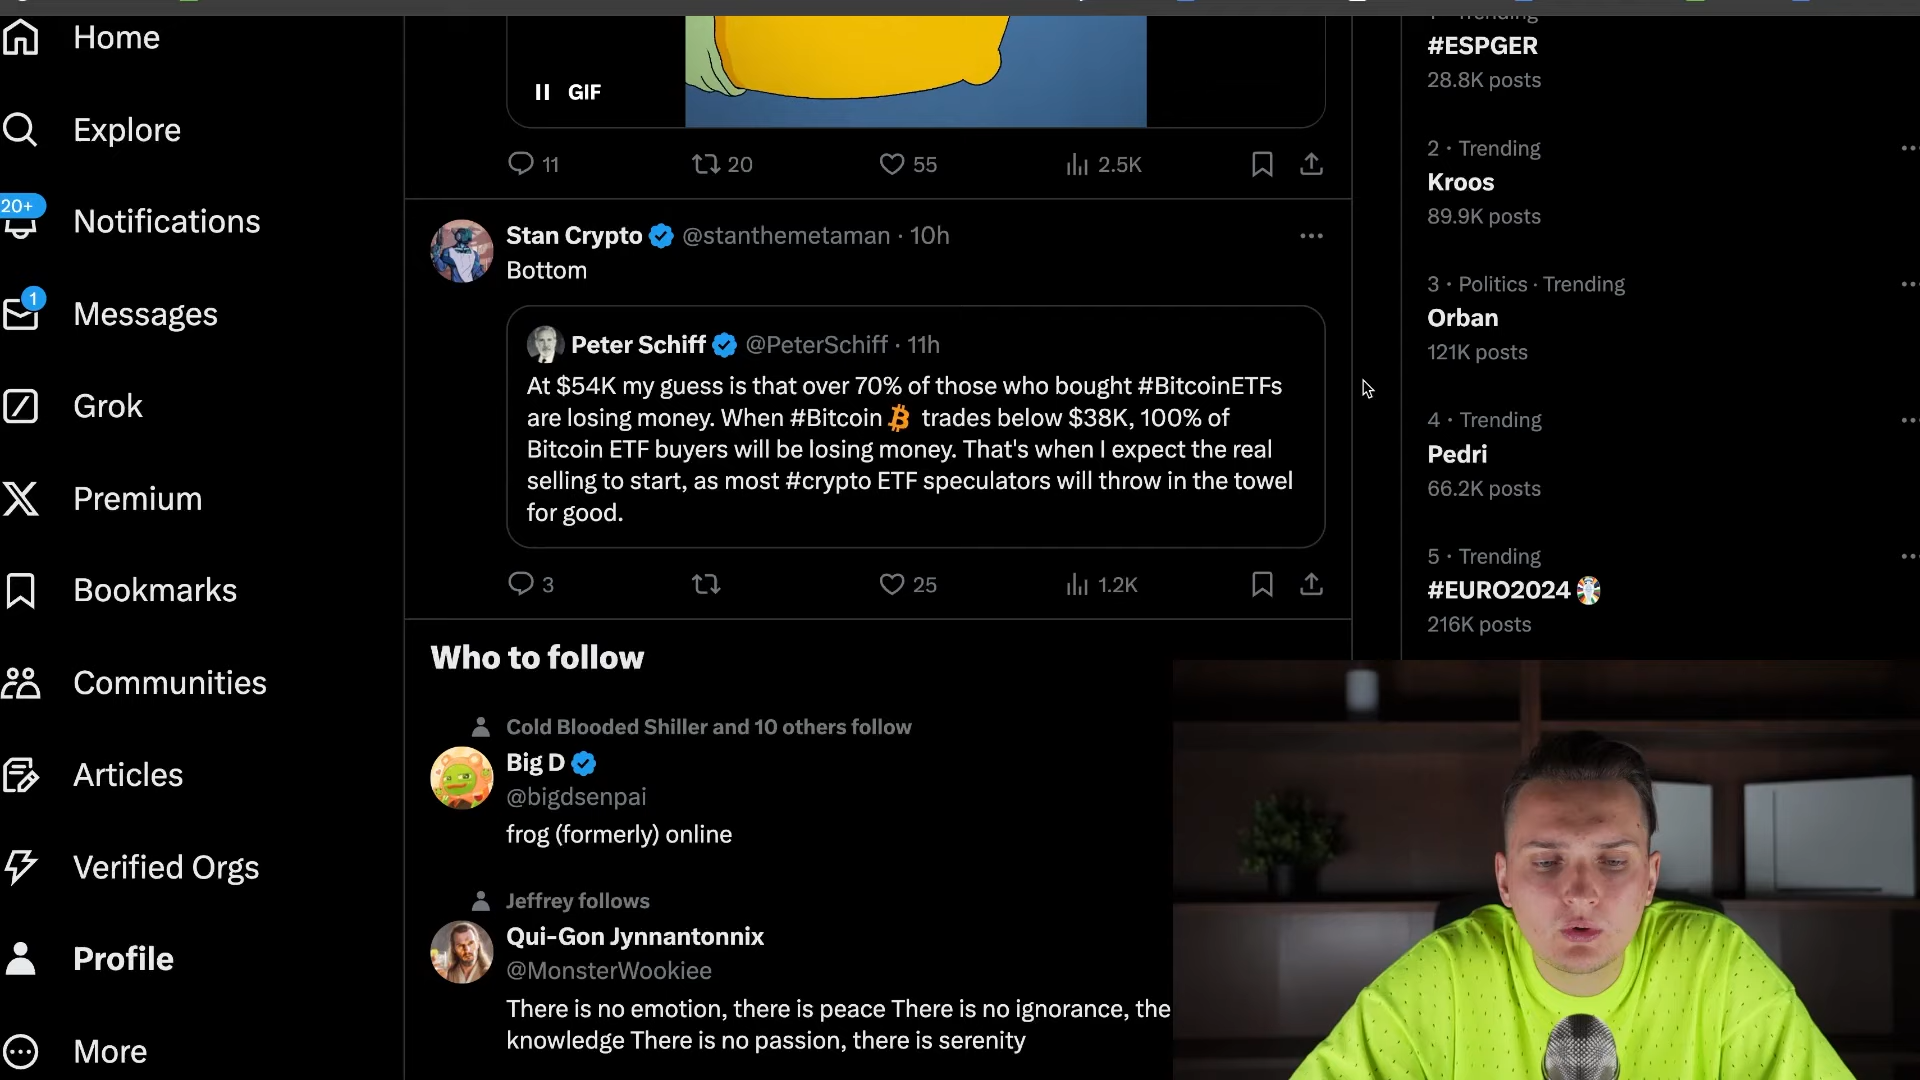 Home
Explore
20+
Notifications
1
Messages
Grok
Premium
Bookmarks
Communities
Articles
Verified Orgs
Profile
More
GIF
11
20
55
2.5K
Stan Crypto @stanthemetaman · 10h
Bottom
Peter Schiff @PeterSchiff · 11h
At $54K my guess is that over 70% of those who bought #BitcoinETFs
are losing money. When #Bitcoin trades below $38K, 100% of
Bitcoin ETF buyers will be losing money. That's when I expect the real
selling to start, as most #crypto ETF speculators will throw in the towel
for good.
3
25
1.2K
Who to follow
Cold Blooded Shiller and 10 others follow
Big D
@bigdsenpai
frog (formerly) online
Jeffrey follows
Qui-Gon Jynnantonnix
@MonsterWookiee
There is no emotion, there is peace There is no ignorance, the
knowledge There is no passion, there is serenity
1 · Trending
#ESPGER
28.8K posts
2 · Trending
Kroos
89.9K posts
3 · Politics · Trending
Orban
121K posts
4 · Trending
Pedri
66.2K posts
5 · Trending
#EURO2024
216K posts